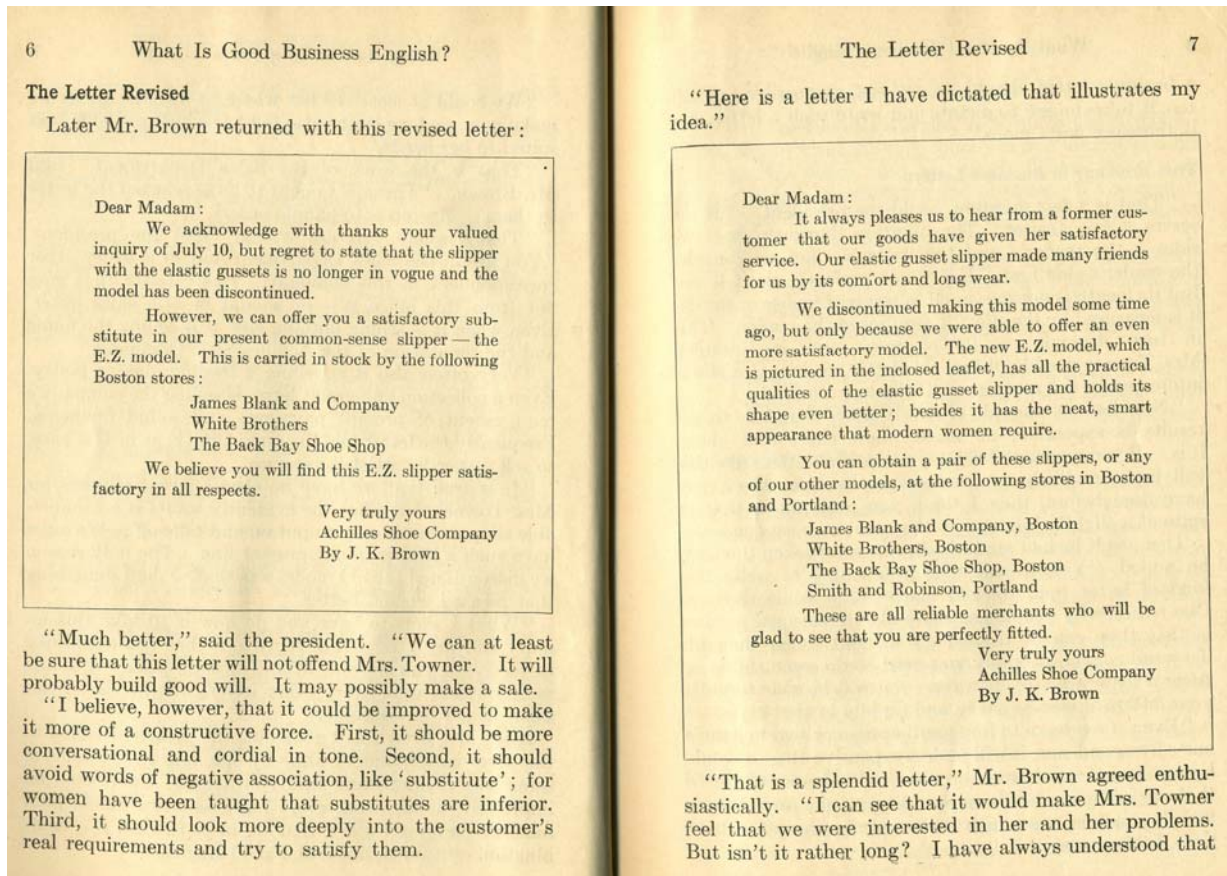 6 What Is Good Business English?
The Letter Revised
Later Mr. Brown returned with this revised letter:
Dear Madam:
We acknowledge with thanks your valued
inquiry of July 10, but regret to state that the slipper
with the elastic gussets is no longer in vogue and the
model has been discontinued.
However, we can offer you a satisfactory sub-
stitute in our present common-sense slipper — the
E.Z. model. This is carried in stock by the following
Boston stores:
James Blank and Company
White Brothers
The Back Bay Shoe Shop
We believe you will find this E.Z. slipper satis-
factory in all respects.
Very truly yours
Achilles Shoe Company
By J. K. Brown
"Much better," said the president. "We can at least
be sure that this letter will not offend Mrs. Towner. It will
probably build good will. It may possibly make a sale.
"I believe, however, that it could be improved to make
it more of a constructive force. First, it should be more
conversational and cordial in tone. Second, it should
avoid words of negative association, like 'substitute'; for
women have been taught that substitutes are inferior.
Third, it should look more deeply into the customer's
real requirements and try to satisfy them.
The Letter Revised 7
"Here is a letter I have dictated that illustrates my
idea."
Dear Madam:
It always pleases us to hear from a former cus-
tomer that our goods have given her satisfactory
service. Our elastic gusset slipper made many friends
for us by its comfort and long wear.
We discontinued making this model some time
ago, but only because we were able to offer an even
more satisfactory model. The new E.Z. model, which
is pictured in the inclosed leaflet, has all the practical
qualities of the elastic gusset slipper and holds its
shape even better; besides it has the neat, smart
appearance that modern women require.
You can obtain a pair of these slippers, or any
of our other models, at the following stores in Boston
and Portland:
James Blank and Company, Boston
White Brothers, Boston
The Back Bay Shoe Shop, Boston
Smith and Robinson, Portland
These are all reliable merchants who will be
glad to see that you are perfectly fitted.
Very truly yours
Achilles Shoe Company
By J. K. Brown
"That is a splendid letter," Mr. Brown agreed enthu-
siastically. "I can see that it would make Mrs. Towner
feel that we were interested in her and her problems.
But isn't it rather long? I have always understood that